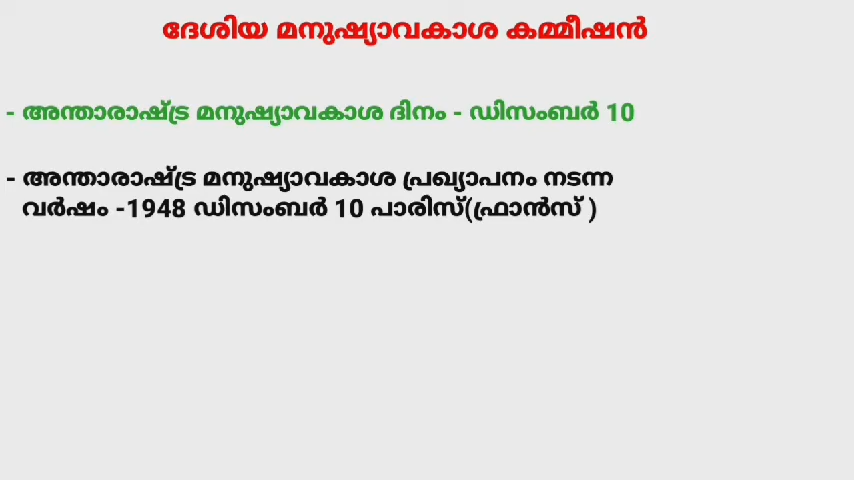 ദേശിയ മനുഷ്യാവകാശ കമ്മീഷൻ
- അന്താരാഷ്ട്ര മനുഷ്യാവകാശ ദിനം - ഡിസംബർ 10
- അന്താരാഷ്ട്ര മനുഷ്യാവകാശ പ്രഖ്യാപനം നടന്ന
വർഷം -1948 ഡിസംബർ 10 പാരിസ്(ഫ്രാൻസ് )